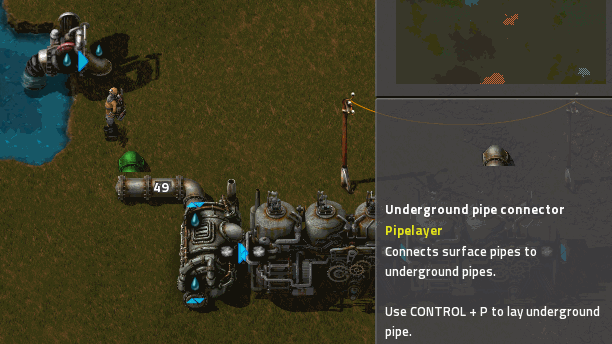 49
Underground pipe connector
Pipelayer
Connects surface pipes to
underground pipes.
Use CONTROL + P to lay underground
pipe.